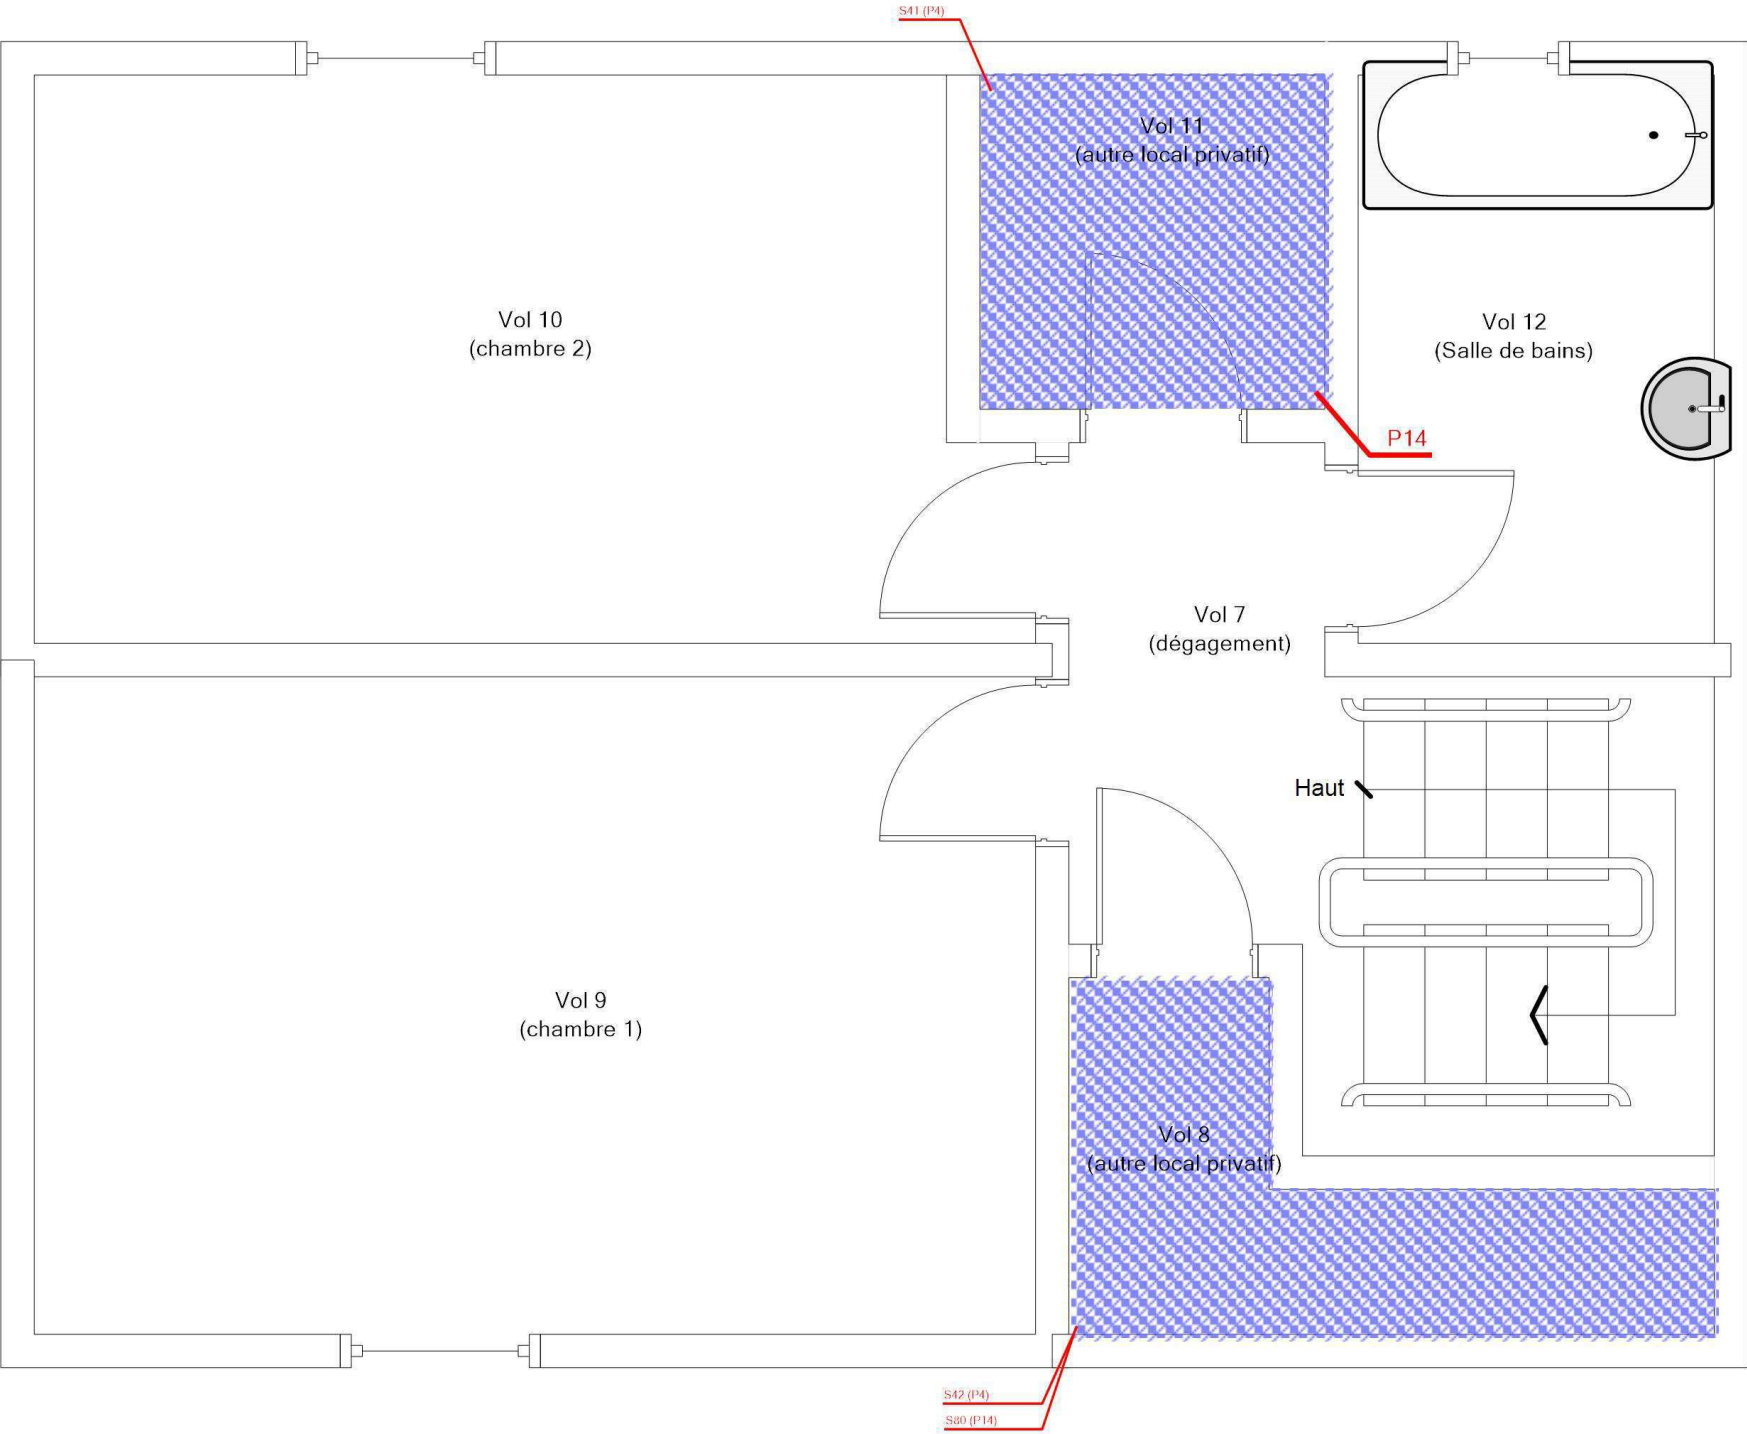 S41 (P4)
Vol 11
(autre local privatif)
Vol 10
(chambre 2)
Vol 12
(Salle de bains)
P14
Vol 7
(dégagement)
Haut
Vol 9
(chambre 1)
Vol 8
(autre local privatif)
S42 (P4)
S80 (P14)